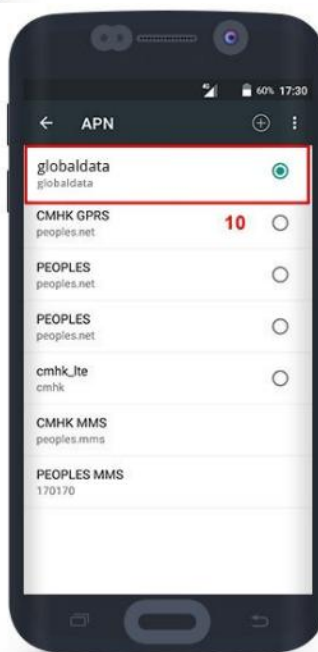 4G 60% 17:30
APN
globaldata
globaldata
CMHK GPRS
peoples.net
10
PEOPLES
peoples.net
PEOPLES
peoples.net
cmhk_lte
cmhk
CMHK MMS
peoples.mms
PEOPLES MMS
170170